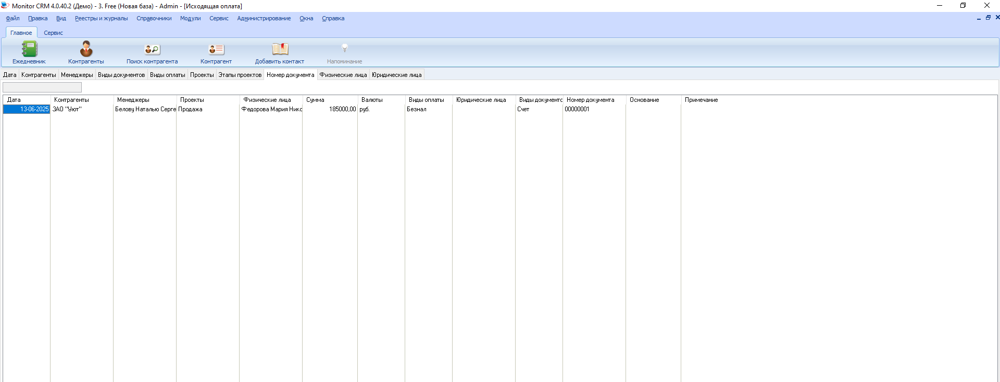 Monitor CRM 4.0.40.2 (Демо) - 3. Free (Новая база) - Admin - [Исходящая оплата]
Файл Правка Вид Реестры и журналы Справочники Модули Сервис Администрирование Окна Справка
Главное Сервис
Ежедневник Контрагенты Поиск контрагента Контрагент Добавить контакт Напоминание
Дата Контрагенты Менеджеры Виды документов Виды оплаты Проекты Этапы проектов Номер документа Физические лица Юридические лица
Дата Контрагенты Менеджеры Проекты Физические лица Сумма Валюты Виды оплаты Юридические лица Виды документс Номер документа Основание Примечание
13-06-2025 ЗАО "Уют" Белову Наталью Серге Продажа Федорова Мария Никс 185000,00 руб. Безнал Счет 00000001